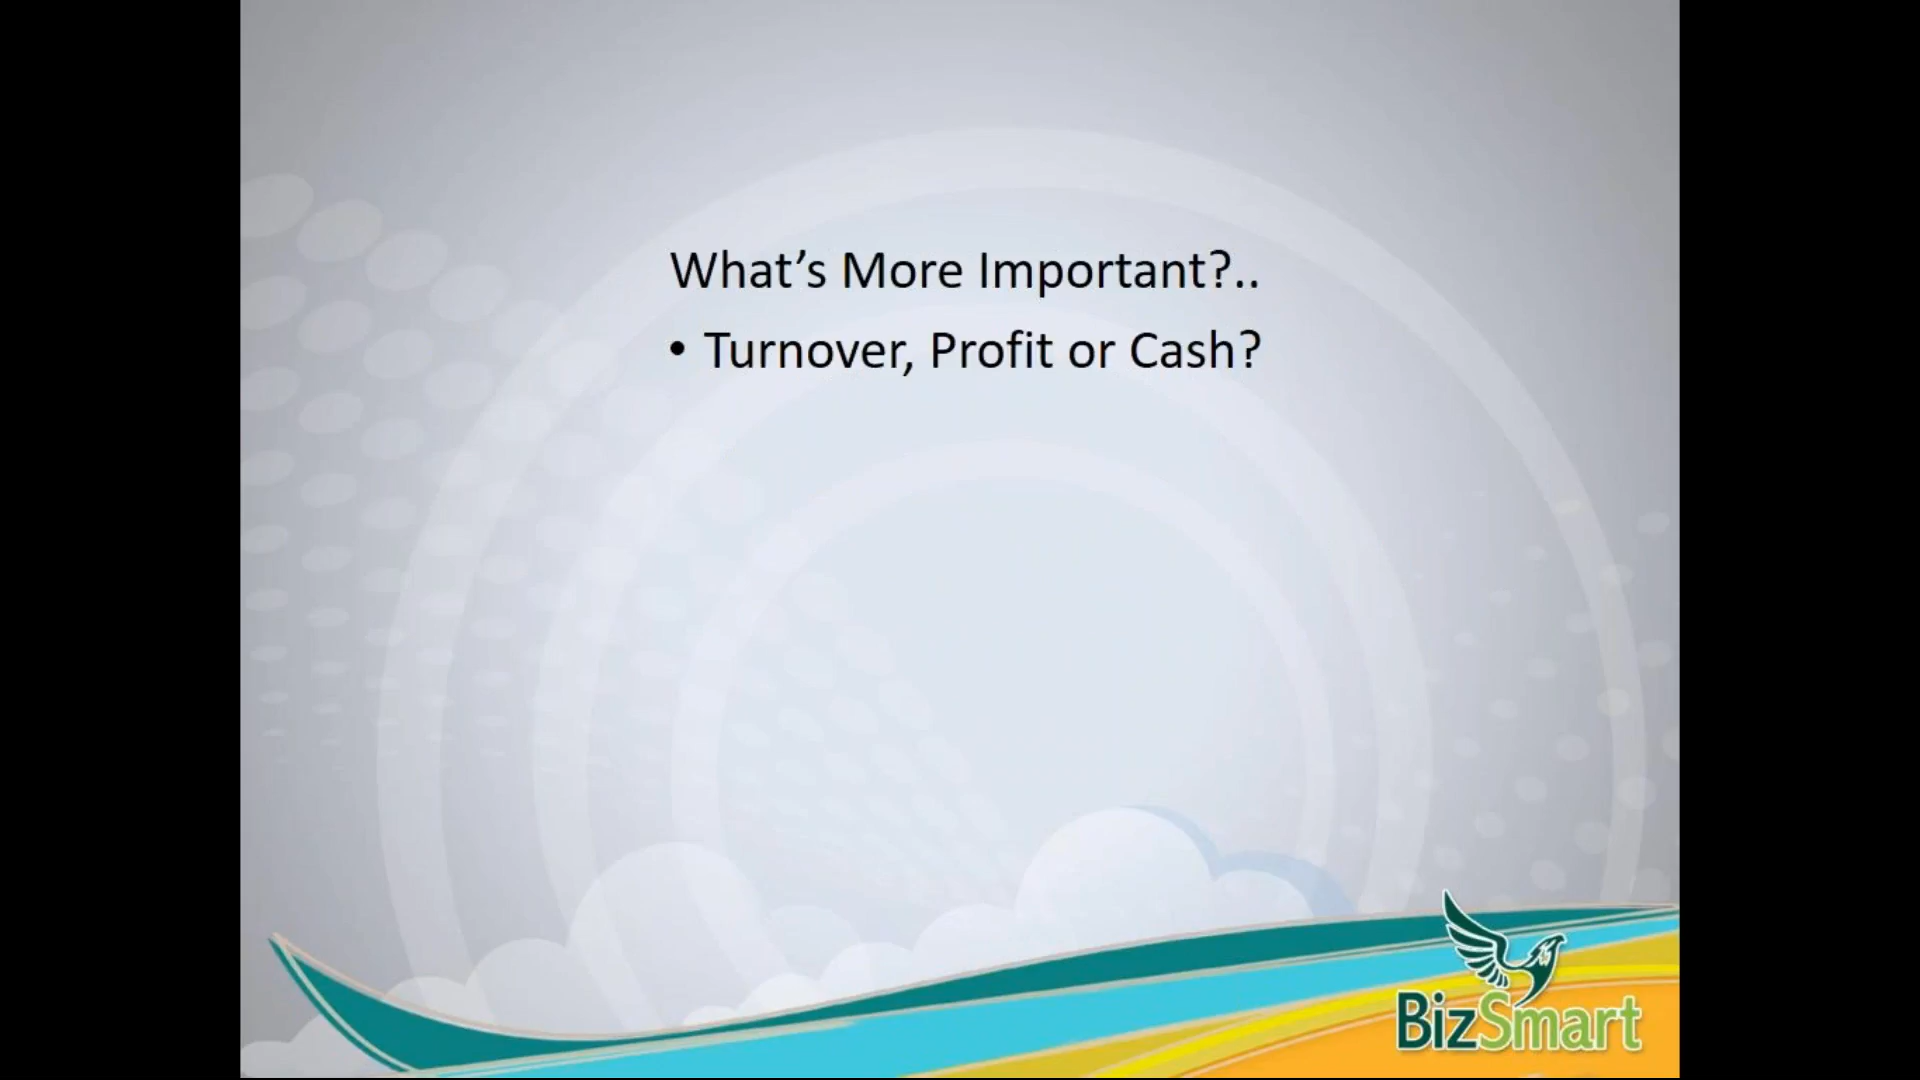 What’s More Important?..
• Turnover, Profit or Cash?
BizSmart